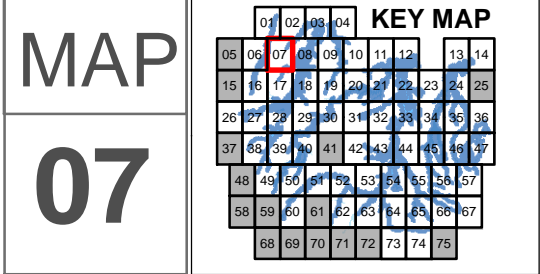 MAP
07
KEY MAP
01 02 03 04
05 06 07 08 09 10 11 12 13 14
15 16 17 18 19 20 21 22 23 24 25
26 27 28 29 30 31 32 33 34 35 36
37 38 39 40 41 42 43 44 45 46 47
48 49 50 51 52 53 54 55 56 57
58 59 60 61 62 63 64 65 66 67
68 69 70 71 72 73 74 75